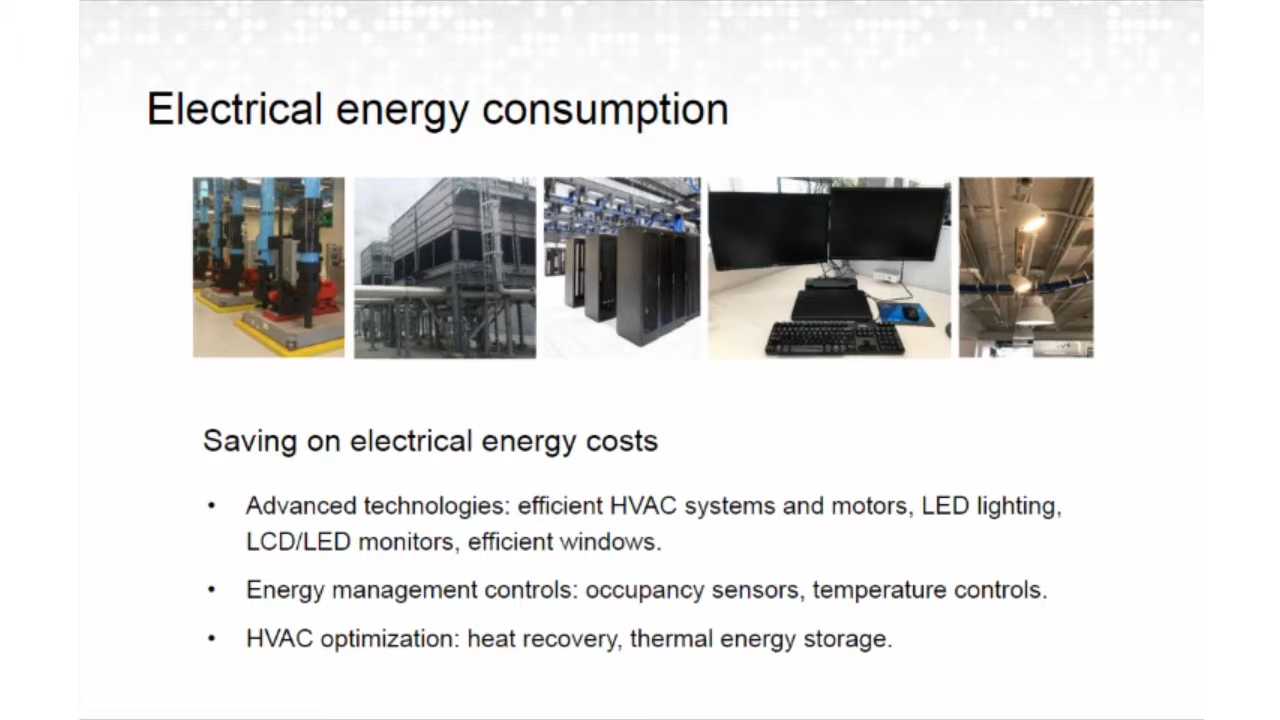 Electrical energy consumption
Saving on electrical energy costs
• Advanced technologies: efficient HVAC systems and motors, LED lighting,
LCD/LED monitors, efficient windows.
• Energy management controls: occupancy sensors, temperature controls.
• HVAC optimization: heat recovery, thermal energy storage.